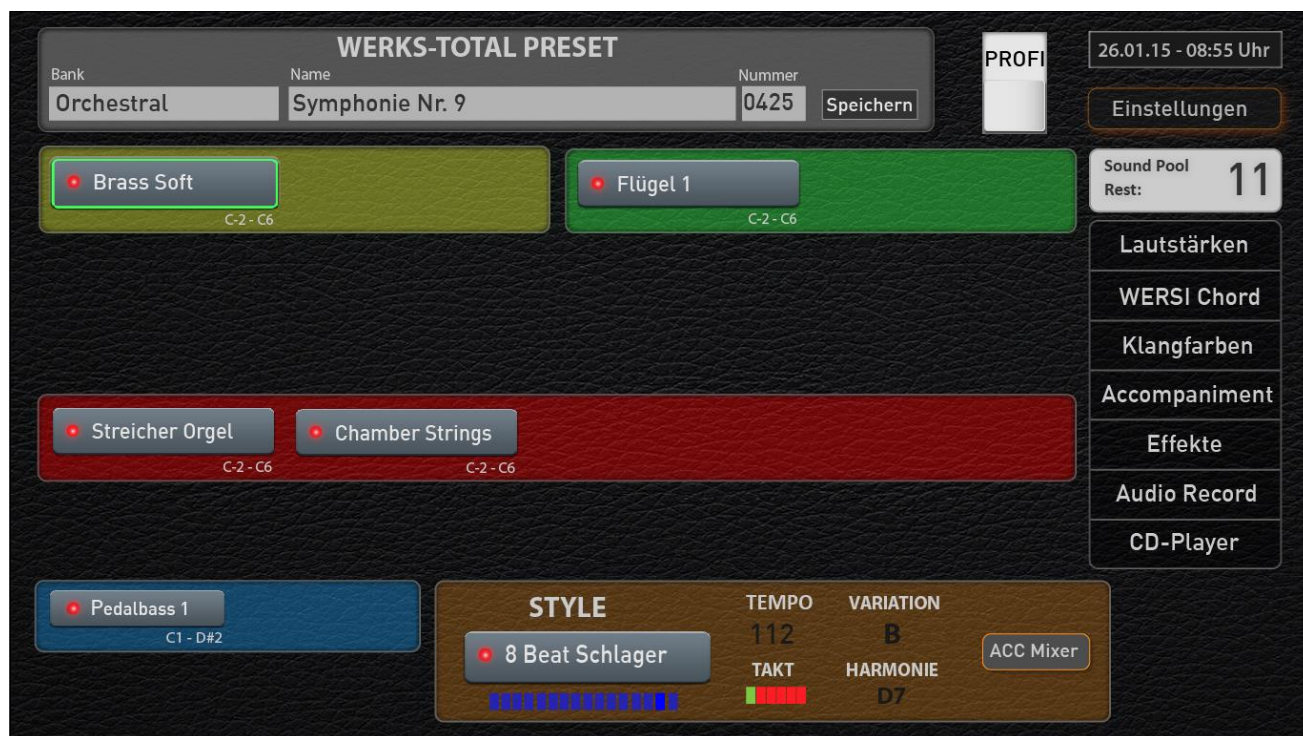 WERKS-TOTAL PRESET
Bank Name Nummer
Orchestral Symphonie Nr. 9 0425 Speichern
PROFI
26.01.15 - 08:55 Uhr
Einstellungen
Brass Soft
C-2 - C6
Flügel 1
C-2 - C6
Sound Pool
Rest:
11
Lautstärken
WERSI Chord
Klangfarben
Accompaniment
Effekte
Audio Record
CD-Player
Streicher Orgel
C-2 - C6
Chamber Strings
C-2 - C6
Pedalbass 1
C1 - D#2
STYLE
8 Beat Schlager
TEMPO
112
VARIATION
B
TAKT
HARMONIE
D7
ACC Mixer